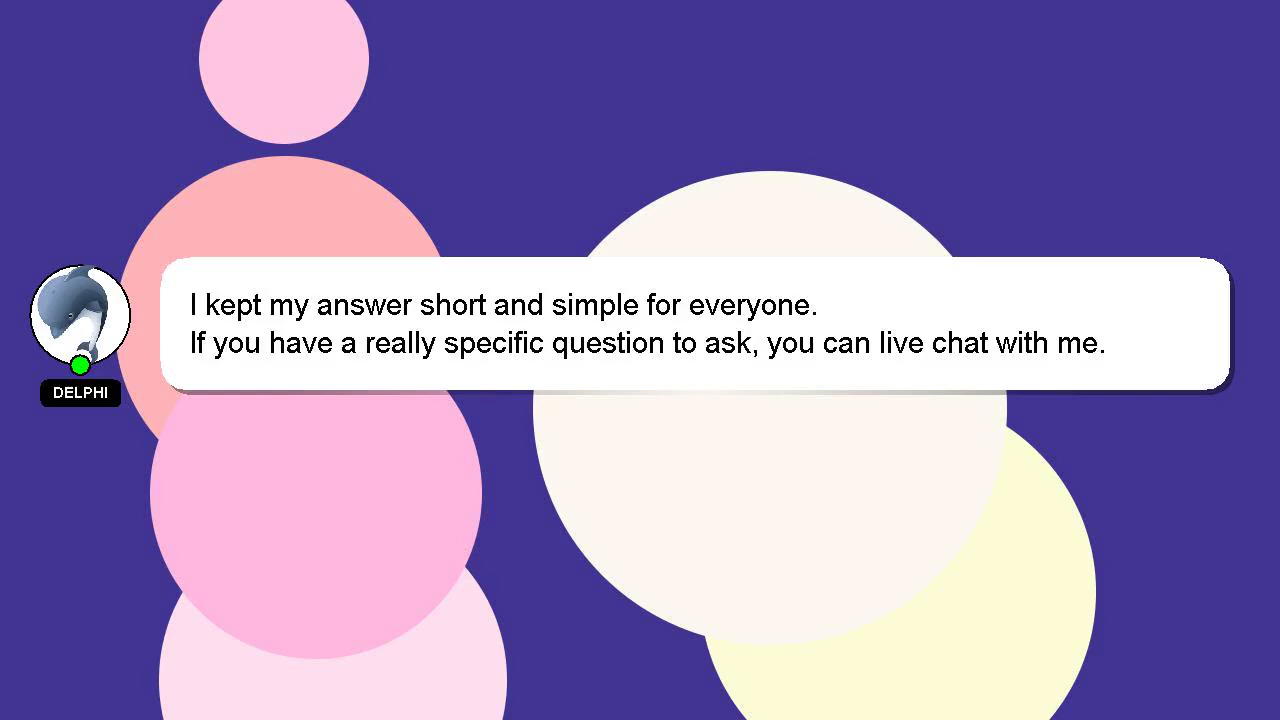 I kept my answer short and simple for everyone.
If you have a really specific question to ask, you can live chat with me.
DELPHI